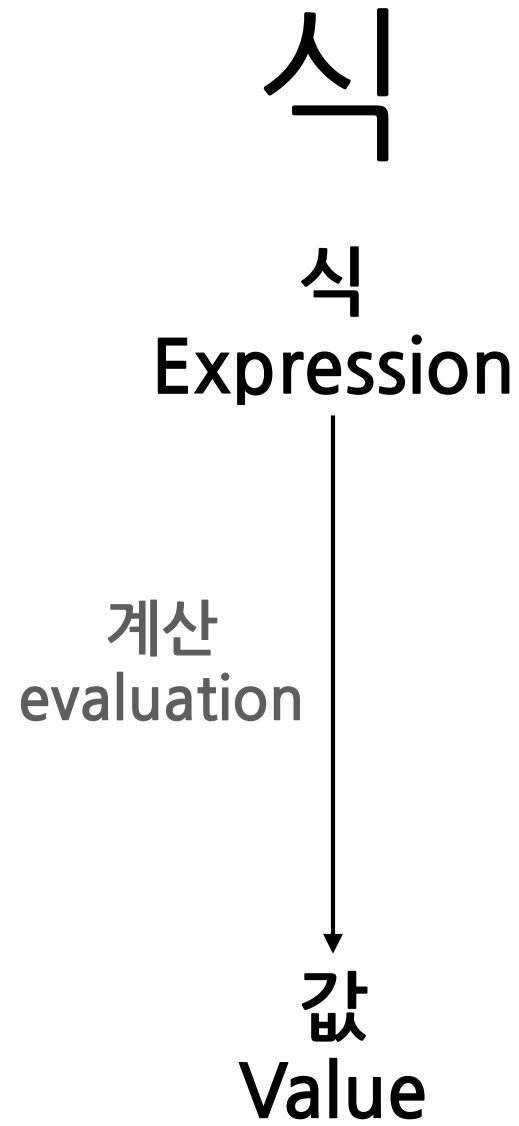 식
식
Expression
계산
evaluation
값
Value